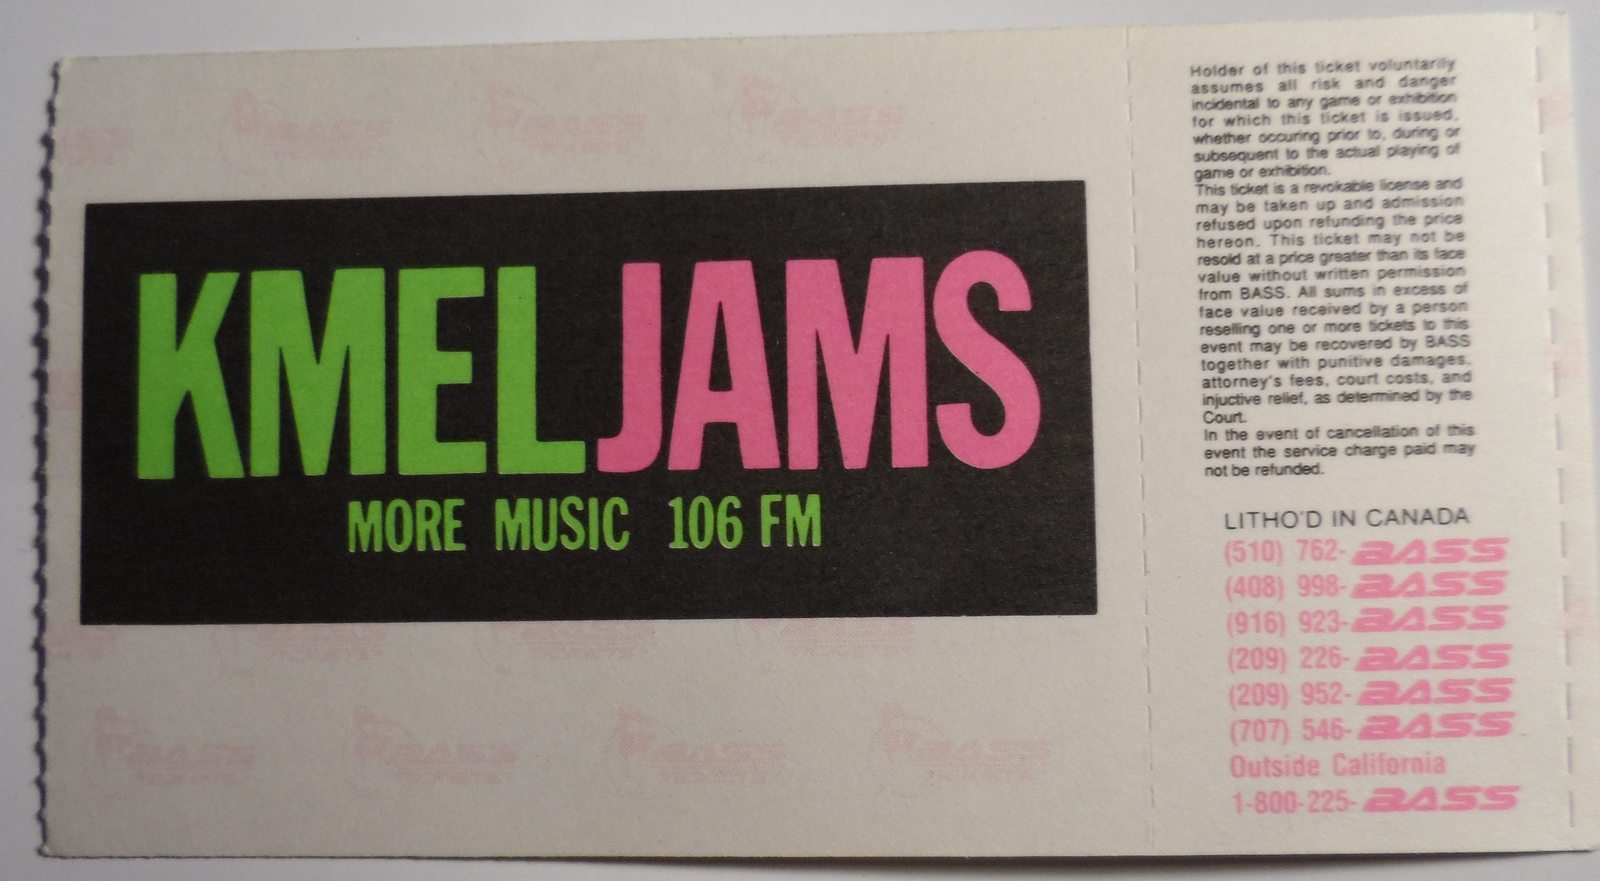 KMELJAMS
MORE MUSIC 106 FM
Holder of this ticket voluntarily
assumes all risk and danger
incidental to any game or exhibition
for which this ticket is issued,
whether occuring prior to, during or
subsequent to the actual playing of
game or exhibition.
This ticket is a revokable license and
may be taken up and admission
refused upon refunding the price
hereon. This ticket may not be
resold at a price greater than its face
value without written permission
from BASS. All sums in excess of
face value received by a person
reselling one or more tickets to this
event may be recovered by BASS
together with punitive damages,
attorney's fees, court costs, and
injuctive relief, as determined by the
Court.
In the event of cancellation of this
event the service charge paid may
not be refunded.
LITHO'D IN CANADA
(510) 762-BASS
(408) 998-BASS
(916) 923-BASS
(209) 226-BASS
(209) 952-BASS
(707) 546-BASS
Outside California
1-800-225-BASS